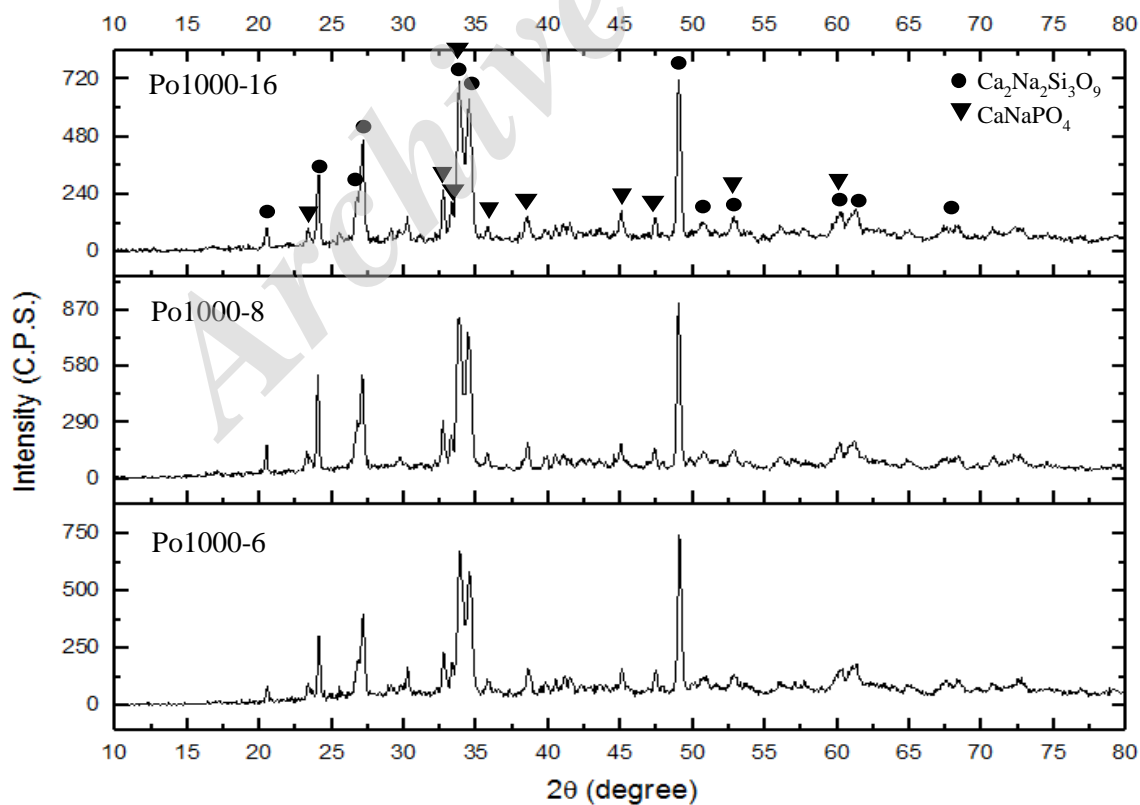 10 15 20 25 30 35 40 45 50 55 60 65 70 75 80
Po1000-16
● Ca₂Na₂Si₃O₉
▼ CaNaPO₄
720
480
240
0
Po1000-8
870
580
290
0
Po1000-6
750
500
250
0
10 15 20 25 30 35 40 45 50 55 60 65 70 75 80
Intensity (C.P.S.)
2θ (degree)
Archive